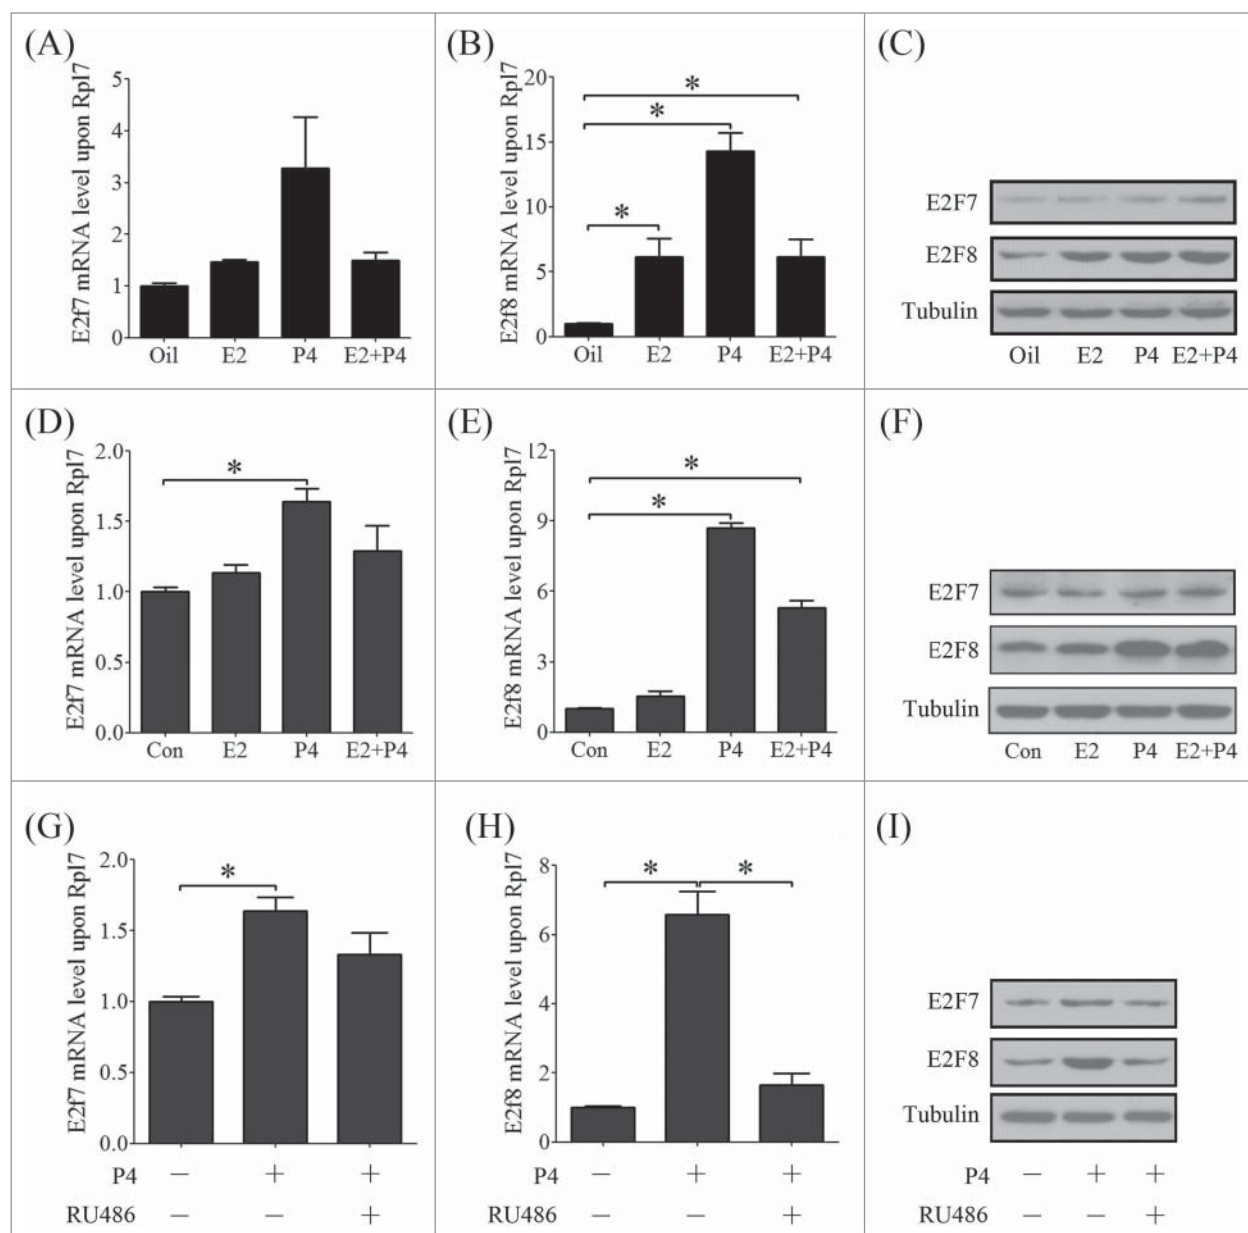 (A)
E2f7 mRNA level upon Rpl7
5
4
3
2
1
0
Oil E2 P4 E2+P4
(B)
E2f8 mRNA level upon Rpl7
20
15
10
5
0
* * *
Oil E2 P4 E2+P4
(C)
E2F7
E2F8
Tubulin
Oil E2 P4 E2+P4
(D)
E2f7 mRNA level upon Rpl7
2.0
1.5
1.0
0.5
0.0
*
Con E2 P4 E2+P4
(E)
E2f8 mRNA level upon Rpl7
12
9
6
3
0
* *
Con E2 P4 E2+P4
(F)
E2F7
E2F8
Tubulin
Con E2 P4 E2+P4
(G)
E2f7 mRNA level upon Rpl7
2.0
1.5
1.0
0.5
0.0
*
P4 − + +
RU486 − − +
(H)
E2f8 mRNA level upon Rpl7
8
6
4
2
0
* *
P4 − + +
RU486 − − +
(I)
E2F7
E2F8
Tubulin
P4 − + +
RU486 − − +